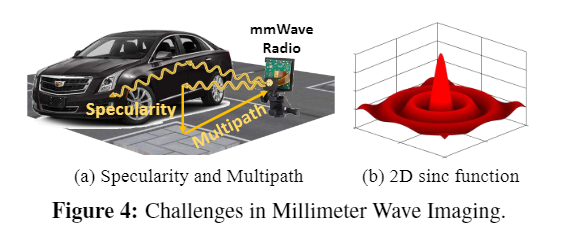 mmWave
Radio
Specularity
Multipath
(a) Specularity and Multipath
(b) 2D sinc function
Figure 4: Challenges in Millimeter Wave Imaging.